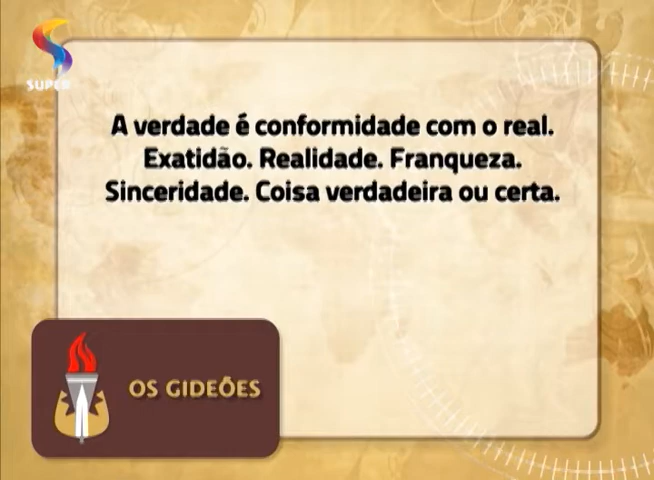 SUPER
A verdade é conformidade com o real.
Exatidão. Realidade. Franqueza.
Sinceridade. Coisa verdadeira ou certa.
OS GIDEÕES